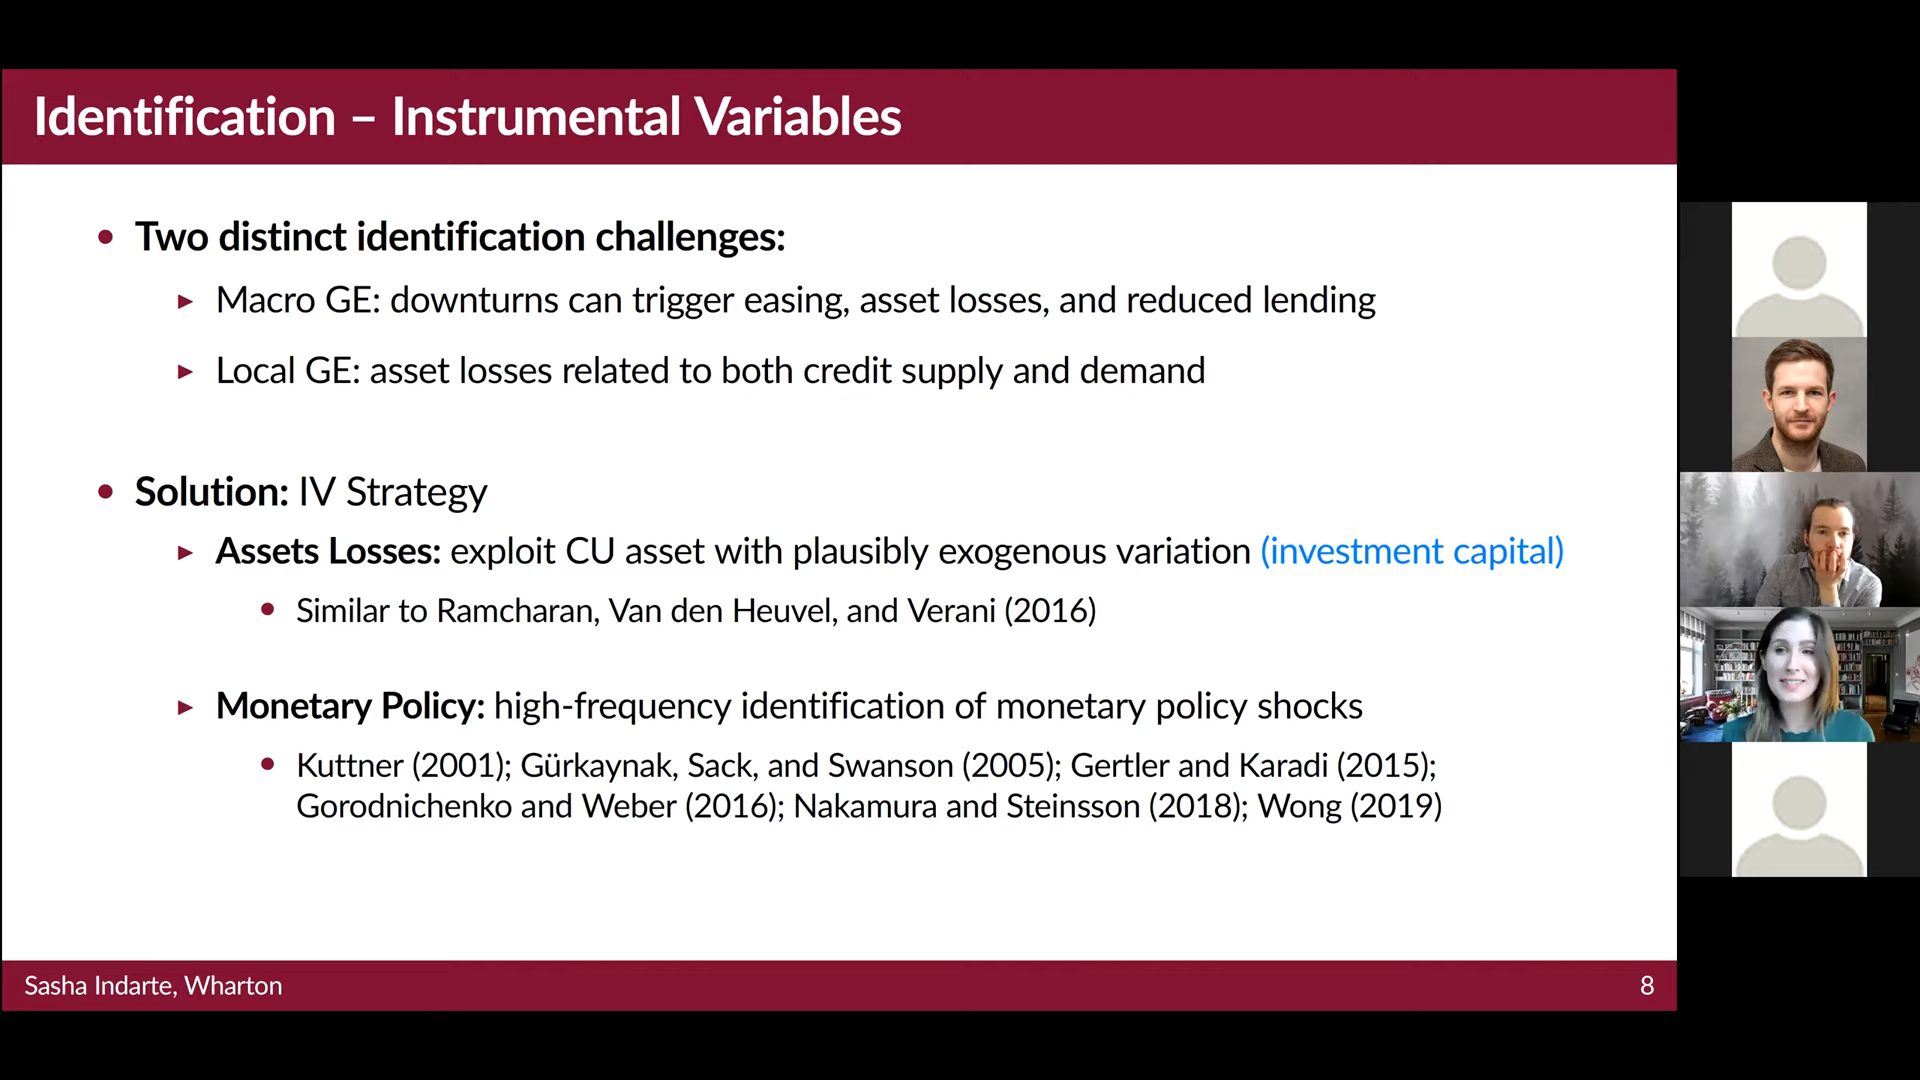 Identification – Instrumental Variables
• Two distinct identification challenges:
▶ Macro GE: downturns can trigger easing, asset losses, and reduced lending
▶ Local GE: asset losses related to both credit supply and demand
• Solution: IV Strategy
▶ Assets Losses: exploit CU asset with plausibly exogenous variation (investment capital)
• Similar to Ramcharan, Van den Heuvel, and Verani (2016)
▶ Monetary Policy: high-frequency identification of monetary policy shocks
• Kuttner (2001); Gürkaynak, Sack, and Swanson (2005); Gertler and Karadi (2015);
Gorodnichenko and Weber (2016); Nakamura and Steinsson (2018); Wong (2019)
Sasha Indarte, Wharton
8